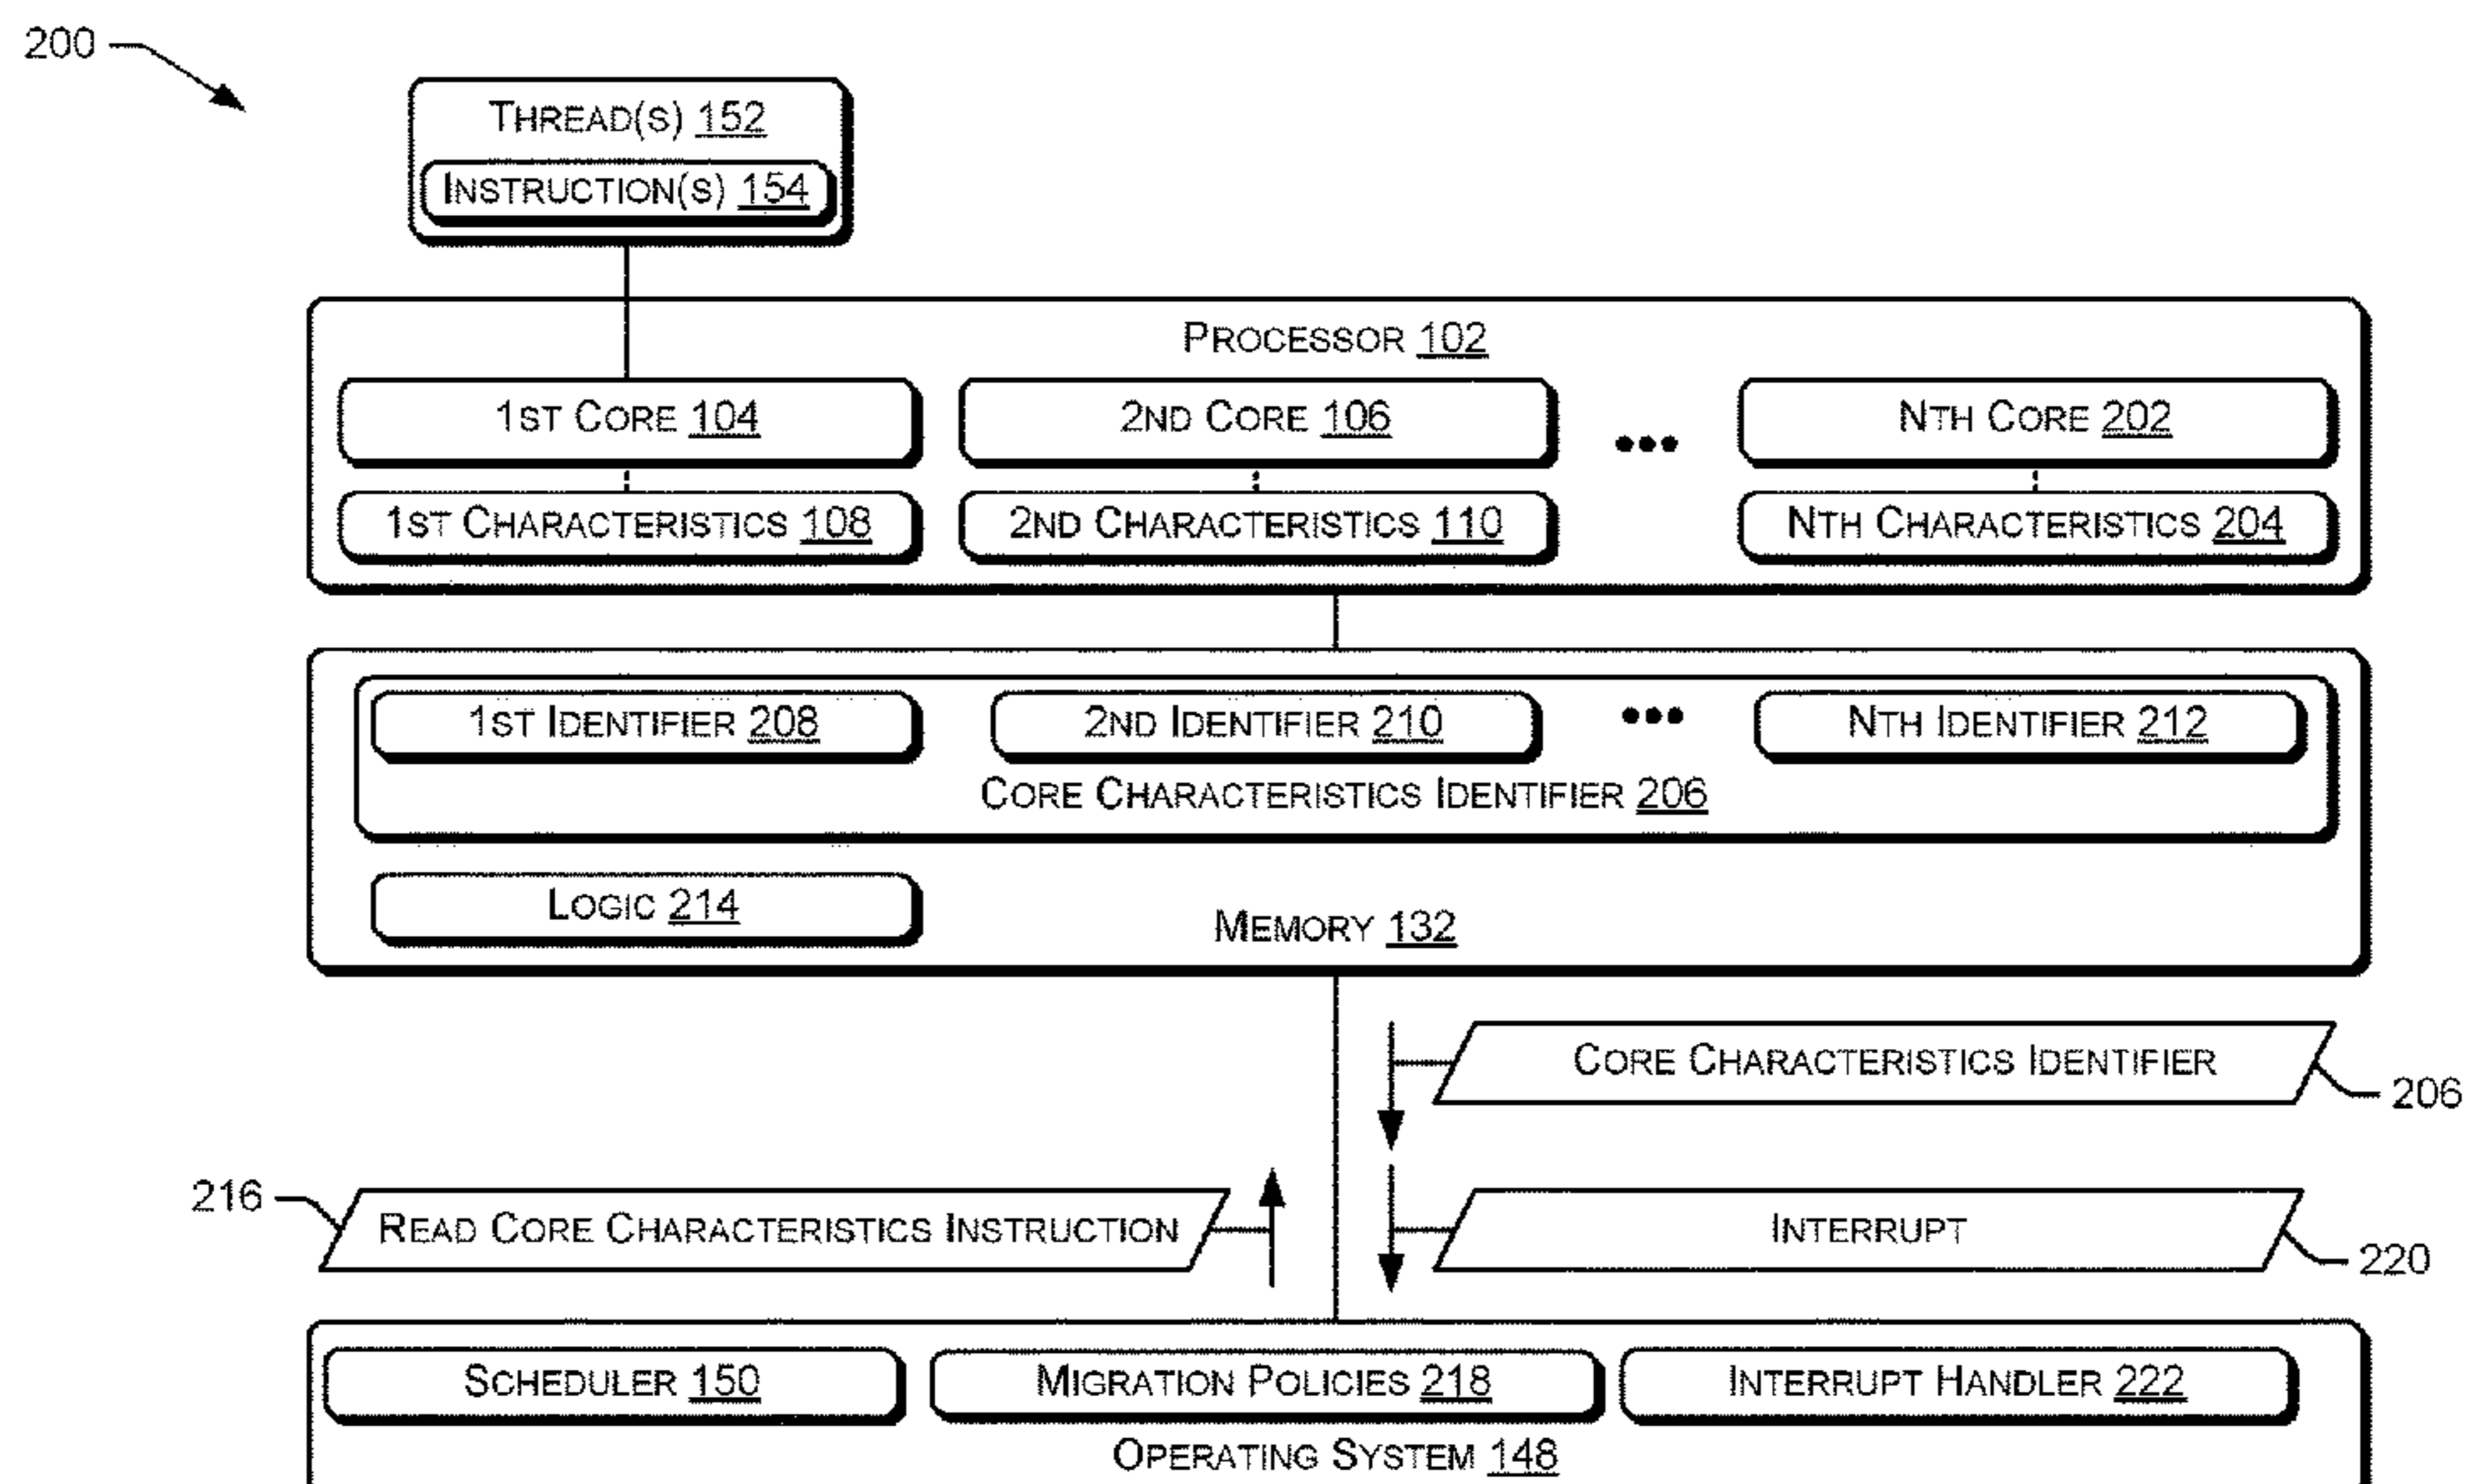 200
THREAD(S) 152
INSTRUCTION(S) 154
PROCESSOR 102
1ST CORE 104
2ND CORE 106
•••
NTH CORE 202
1ST CHARACTERISTICS 108
2ND CHARACTERISTICS 110
NTH CHARACTERISTICS 204
1ST IDENTIFIER 208
2ND IDENTIFIER 210
•••
NTH IDENTIFIER 212
CORE CHARACTERISTICS IDENTIFIER 206
LOGIC 214
MEMORY 132
CORE CHARACTERISTICS IDENTIFIER
206
216
READ CORE CHARACTERISTICS INSTRUCTION
INTERRUPT
220
SCHEDULER 150
MIGRATION POLICIES 218
INTERRUPT HANDLER 222
OPERATING SYSTEM 148